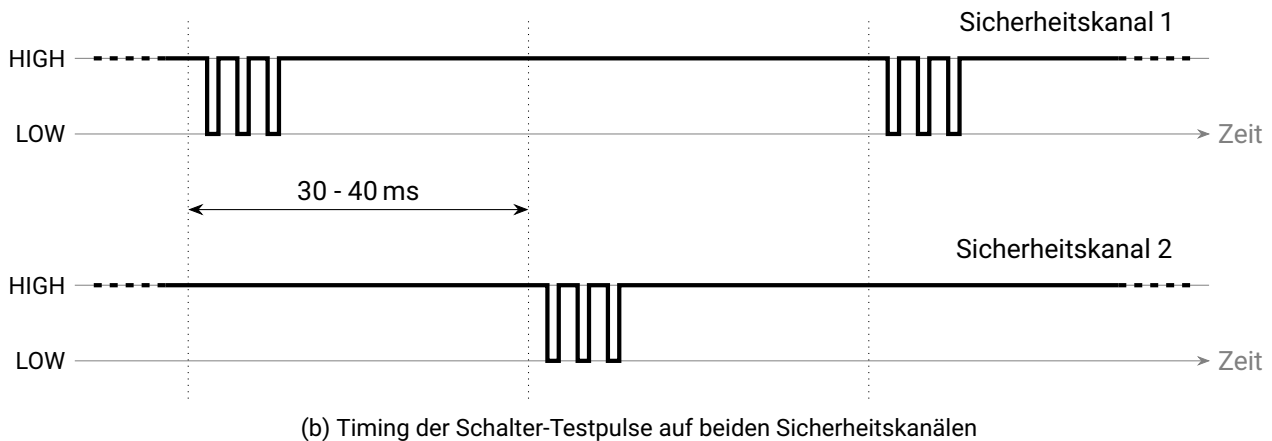 Sicherheitskanal 1
HIGH
LOW
Zeit
30 - 40 ms
Sicherheitskanal 2
HIGH
LOW
Zeit
(b) Timing der Schalter-Testpulse auf beiden Sicherheitskanälen